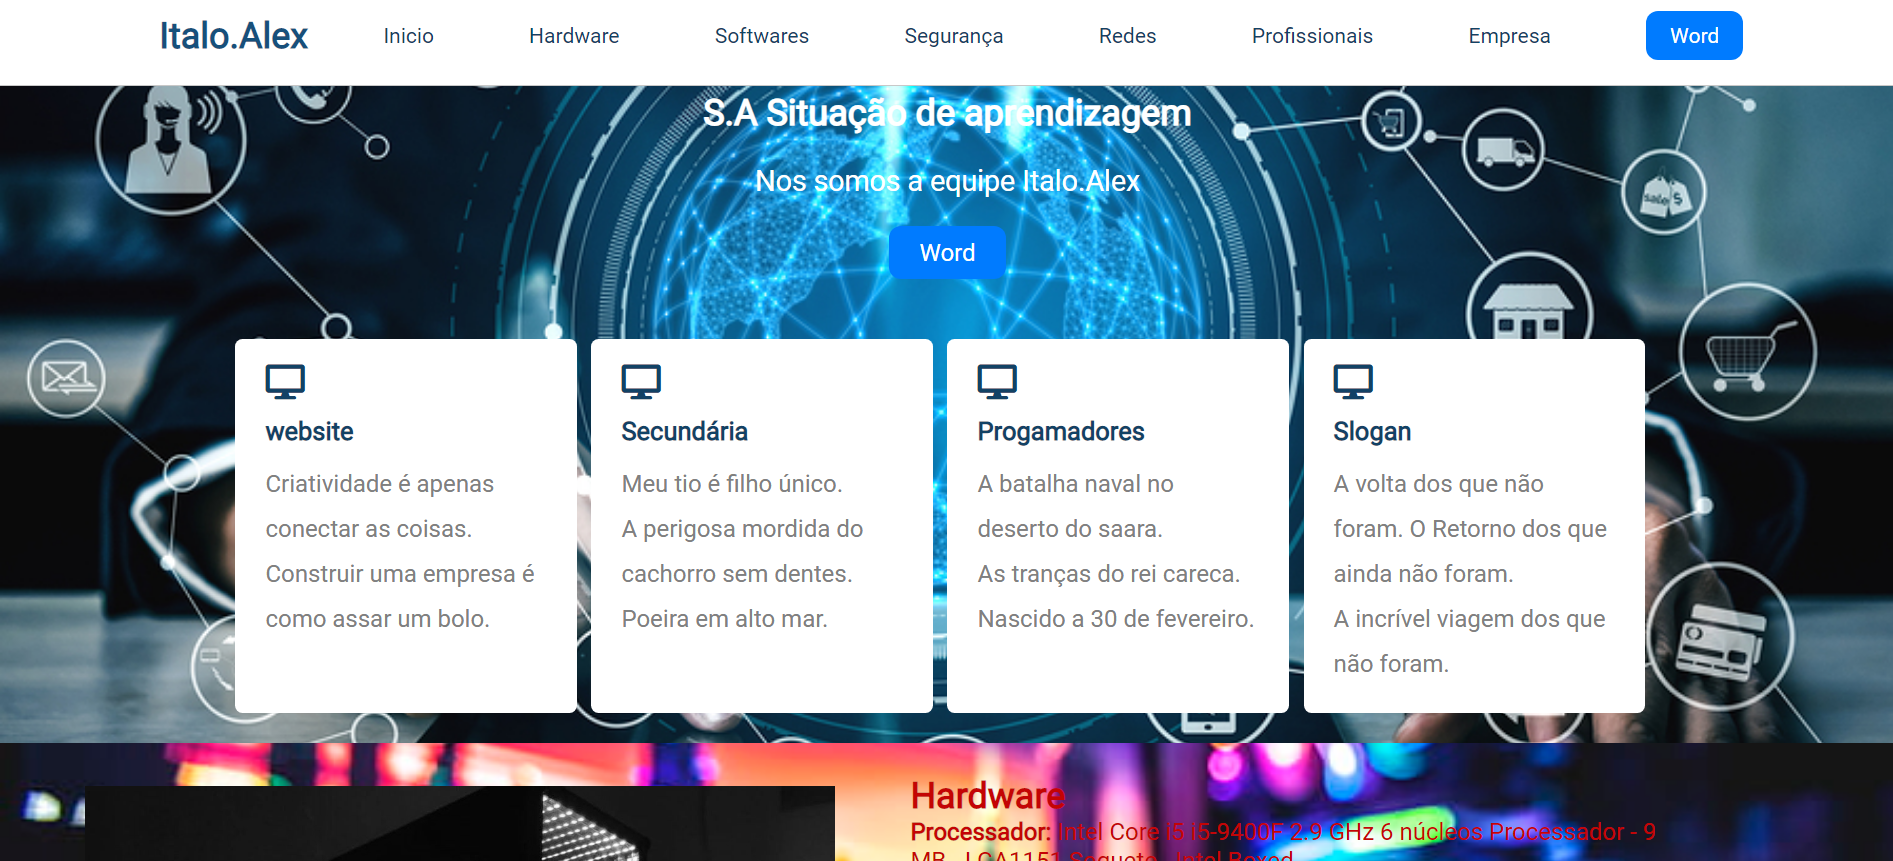 Italo.Alex Inicio Hardware Softwares Segurança Redes Profissionais Empresa Word
S.A Situação de aprendizagem
Nos somos a equipe Italo.Alex
Word
sale $
website
Criatividade é apenas
conectar as coisas.
Construir uma empresa é
como assar um bolo.
Secundária
Meu tio é filho único.
A perigosa mordida do
cachorro sem dentes.
Poeira em alto mar.
Progamadores
A batalha naval no
deserto do saara.
As tranças do rei careca.
Nascido a 30 de fevereiro.
Slogan
A volta dos que não
foram. O Retorno dos que
ainda não foram.
A incrível viagem dos que
não foram.
Hardware
Processador: Intel Core i5 I5-9400F 2.9 GHz 6 núcleos Processador - 9
MB - LGA1151 Soquete - Intel Boxed